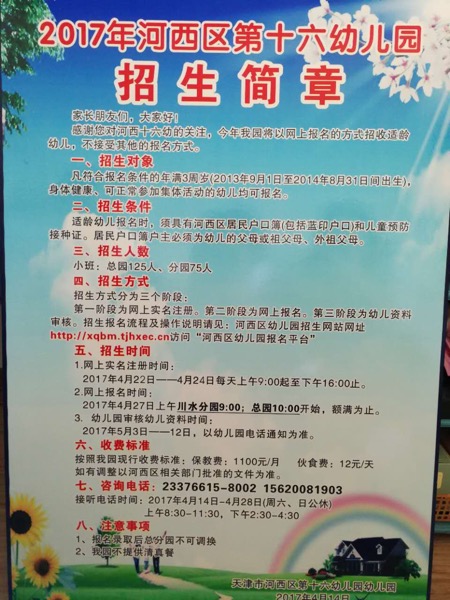 2017年河西区第十六幼儿园
招生简章
家长朋友们，大家好！
感谢您对河西十六幼的关注，今年我园将以网上报名的方式招收适龄
幼儿，不接受其他的报名方式。
一、招生对象
凡符合报名条件的年满3周岁(2013年9月1日至2014年8月31日间出生)，
身体健康、可正常参加集体活动的幼儿均可报名。
二、招生条件
适龄幼儿报名时，须具有河西区居民户口簿(包括蓝印户口)和儿童预防
接种证。居民户口簿户主必须为幼儿的父母或祖父母、外祖父母。
三、招生人数
小班：总园125人、分园75人
四、招生方式
招生方式分为三个阶段：
第一阶段为网上实名注册。第二阶段为网上报名。第三阶段为幼儿资料
审核。招生报名流程及操作说明请见：河西区幼儿园招生网站网址
http://xqbm.tjhxec.cn访问“河西区幼儿园报名平台”
五、招生时间
1.网上实名注册时间：
2017年4月22日——4月24日每天上午9:00起至下午16:00止。
2.网上报名时间：
2017年4月27日上午川水分园9:00；总园10:00开始，额满为止。
3. 幼儿园审核幼儿资料时间：
2017年5月3日——12日，以幼儿园电话通知为准。
六、收费标准
按照我园现行收费标准：保教费：1100元/月 伙食费：12元/天
如有调整以河西区相关部门批准的文件为准。
七、咨询电话：23376615-8002 15620081903
接听电话时间：2017年4月14日-4月28日(周六、日公休)
上午8:30-11:30，下午2:30-4:30
八、注意事项
1、报名录取后总分园不可调换
2、我园不提供清真餐
天津市河西区第十六幼儿园幼儿园
2017年4月14日